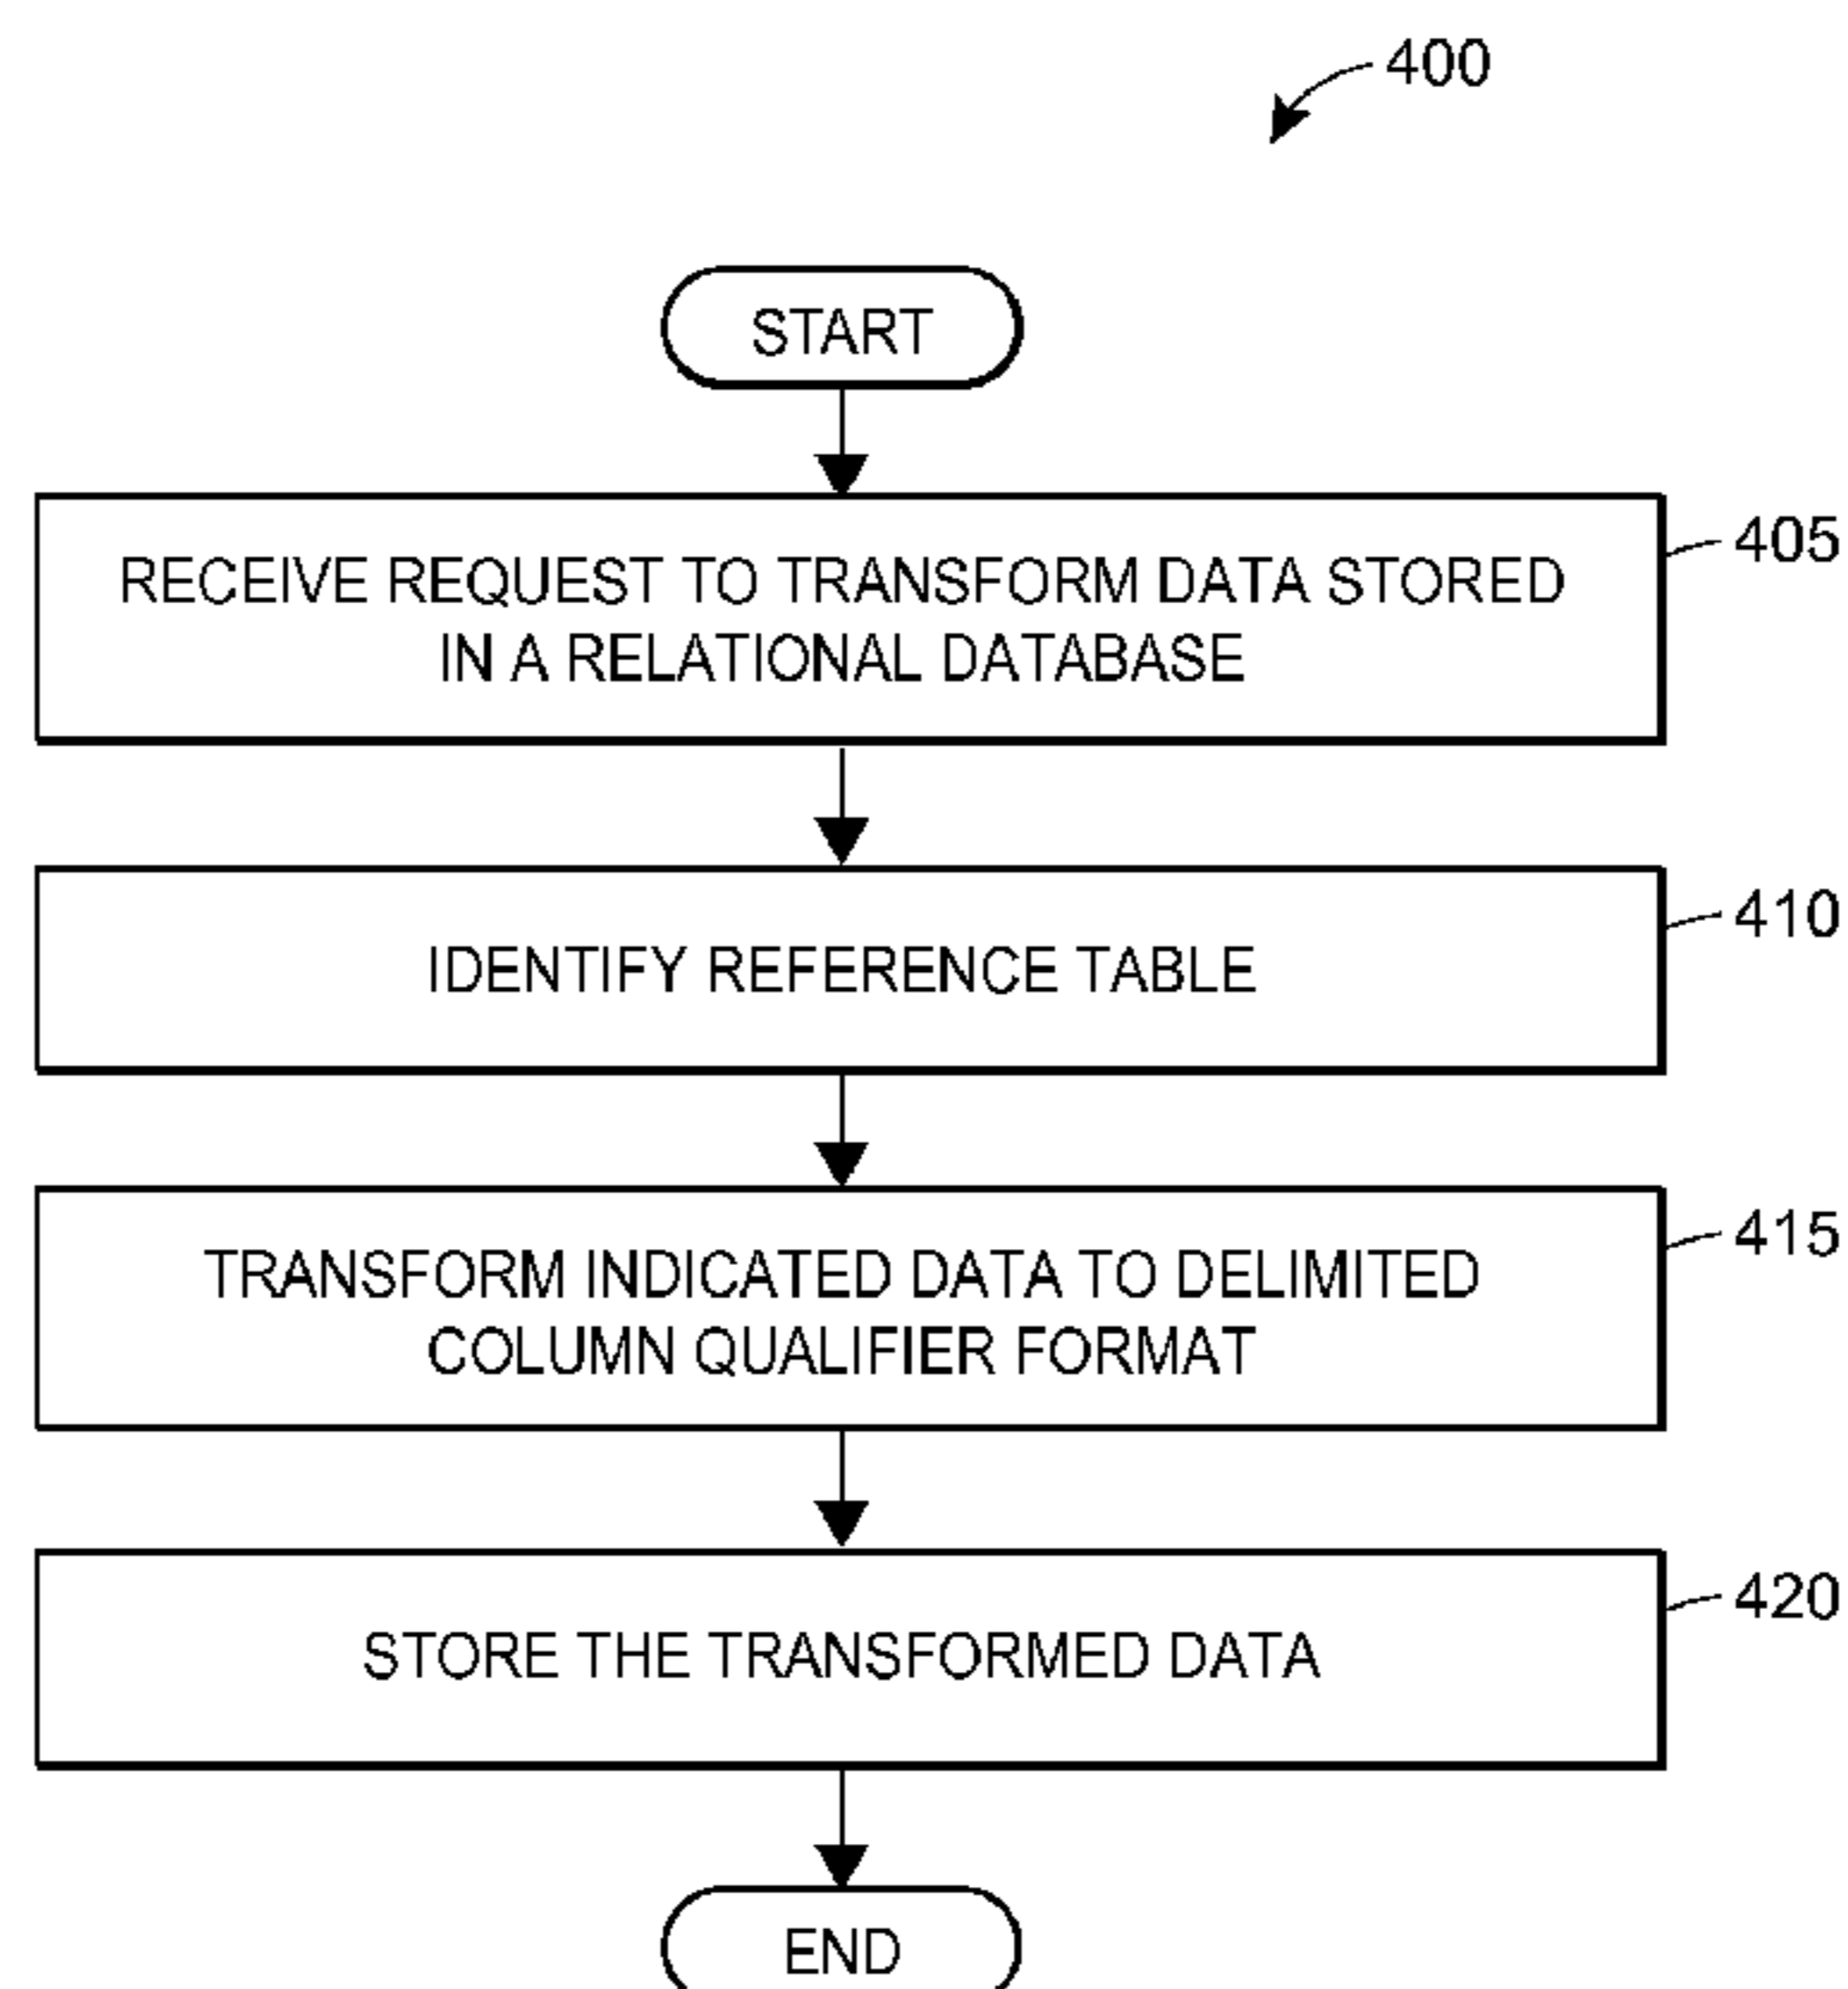 400
START
RECEIVE REQUEST TO TRANSFORM DATA STORED
IN A RELATIONAL DATABASE
405
IDENTIFY REFERENCE TABLE
410
TRANSFORM INDICATED DATA TO DELIMITED
COLUMN QUALIFIER FORMAT
415
STORE THE TRANSFORMED DATA
420
END